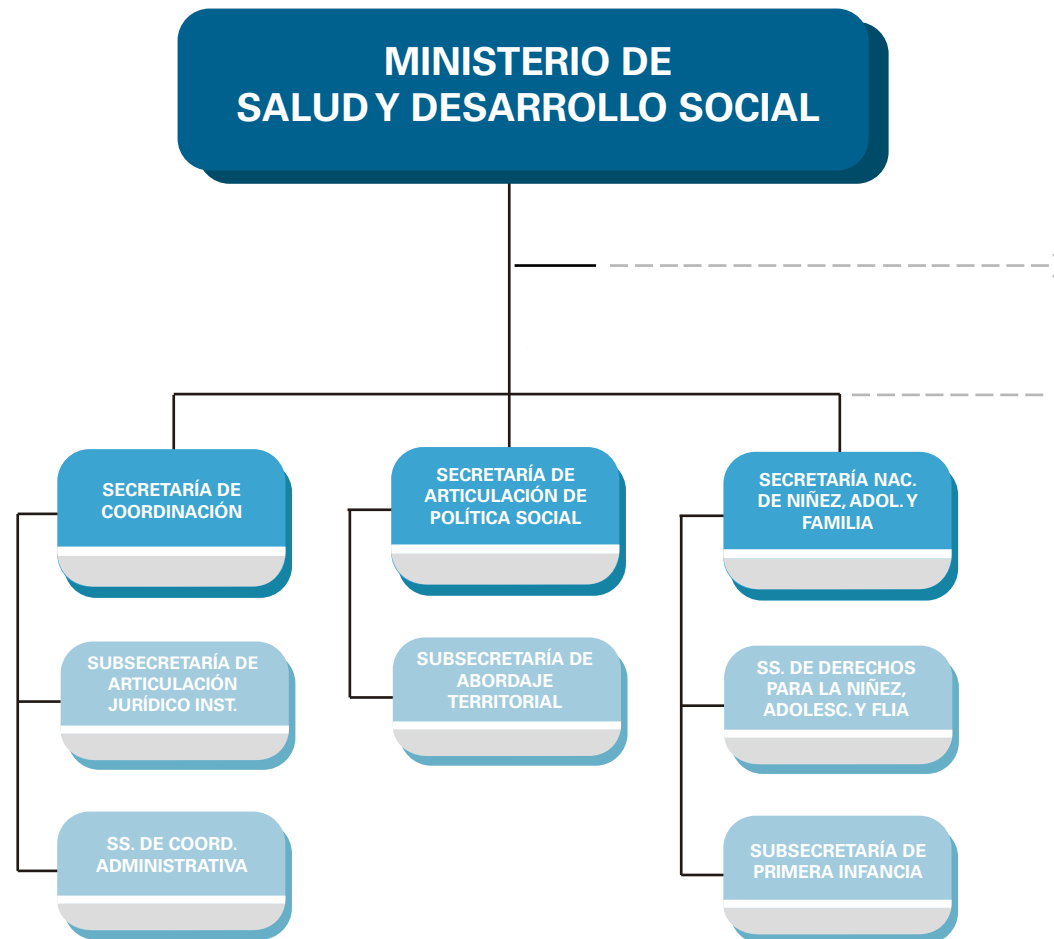 MINISTERIO DE
SALUD Y DESARROLLO SOCIAL
SECRETARÍA DE
COORDINACIÓN
SECRETARÍA DE
ARTICULACIÓN DE
POLÍTICA SOCIAL
SECRETARÍA NAC.
DE NIÑEZ, ADOL. Y
FAMILIA
SUBSECRETARÍA DE
ARTICULACIÓN
JURÍDICO INST.
SUBSECRETARÍA DE
ABORDAJE
TERRITORIAL
SS. DE DERECHOS
PARA LA NIÑEZ,
ADOLESC. Y FLIA
SS. DE COORD.
ADMINISTRATIVA
SUBSECRETARÍA DE
PRIMERA INFANCIA